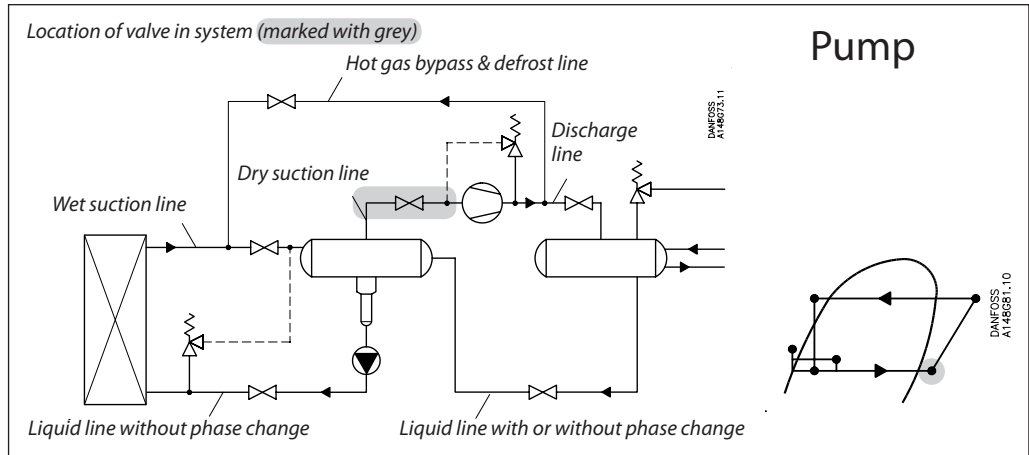 Location of valve in system (marked with grey)
Pump
Hot gas bypass & defrost line
DANFOSS
A148G73.11
Discharge
line
Dry suction line
Wet suction line
DANFOSS
A148G81.10
Liquid line without phase change
Liquid line with or without phase change